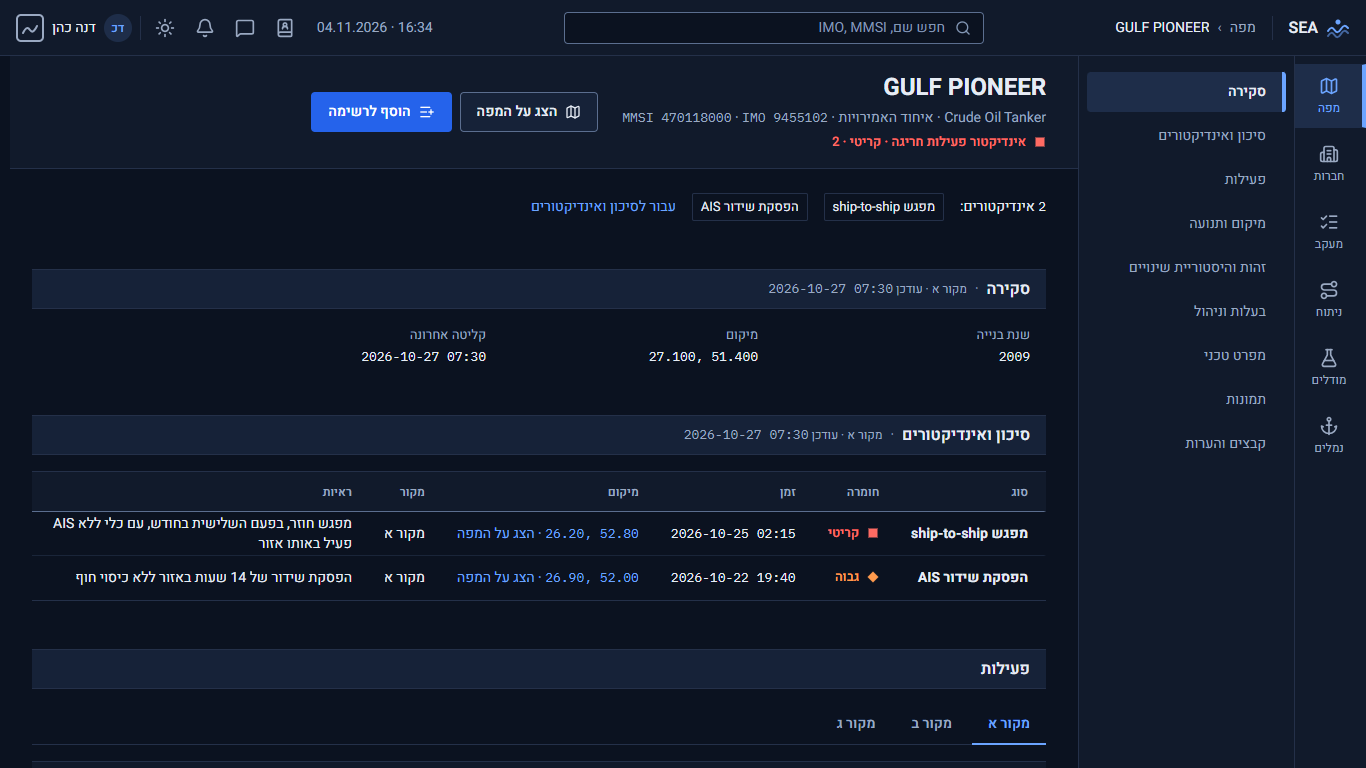 SEA
מפה › GULF PIONEER
חפש שם, IMO, MMSI
04.11.2026 · 16:34
דכ דנה כהן
מפה
חברות
מעקב
ניתוח
מודלים
נמלים
סקירה
סיכון ואינדיקטורים
פעילות
מיקום ותנועה
זהות והיסטוריית שינויים
בעלות וניהול
מפרט טכני
תמונות
קבצים והערות
GULF PIONEER
Crude Oil Tanker · איחוד האמירויות · IMO 9455102 · MMSI 470118000
אינדיקטור פעילות חריגה · קריטי · 2
הצג על המפה
הוסף לרשימה
2 אינדיקטורים: מפגש ship-to-ship הפסקת שידור AIS עבור לסיכון ואינדיקטורים
סקירה · מקור א · עודכן 2026-10-27 07:30
שנת בנייה מיקום קליטה אחרונה
2009 27.100, 51.400 2026-10-27 07:30
סיכון ואינדיקטורים · מקור א · עודכן 2026-10-27 07:30
סוג חומרה זמן מיקום מקור ראיות
מפגש ship-to-ship קריטי 2026-10-25 02:15 26.20, 52.80 · הצג על המפה מקור א מפגש חוזר, בפעם השלישית בחודש, עם כלי ללא AIS
פעיל באותו אזור
הפסקת שידור AIS גבוה 2026-10-22 19:40 26.90, 52.00 · הצג על המפה מקור א הפסקת שידור של 14 שעות באזור ללא כיסוי חוף
פעילות
מקור א מקור ב מקור ג